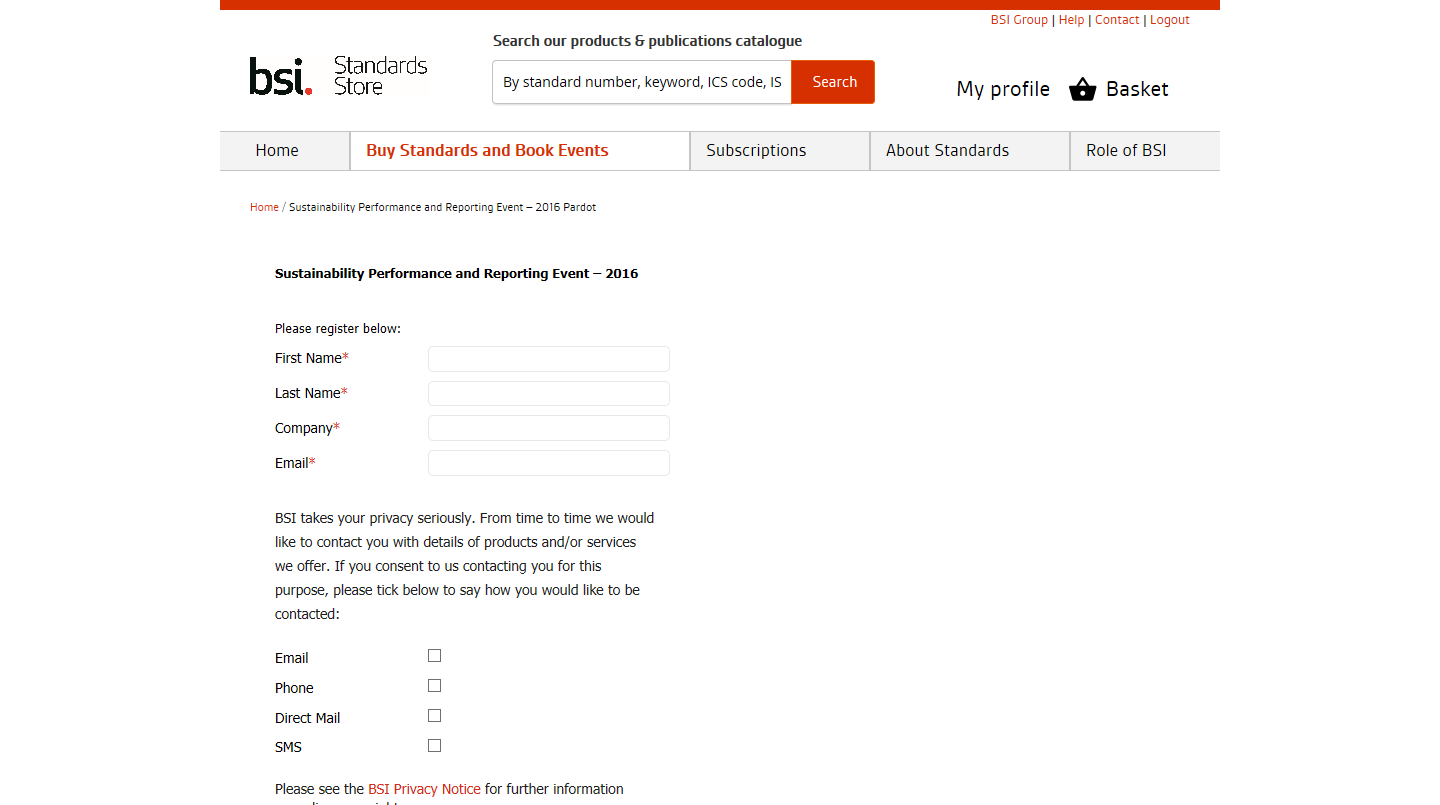 BSI Group | Help | Contact | Logout
Search our products & publications catalogue
bsi. Standards Store
By standard number, keyword, ICS code, IS
Search
My profile
Basket
Home
Buy Standards and Book Events
Subscriptions
About Standards
Role of BSI
Home / Sustainability Performance and Reporting Event – 2016 Pardot
Sustainability Performance and Reporting Event – 2016
Please register below:
First Name*
Last Name*
Company*
Email*
BSI takes your privacy seriously. From time to time we would
like to contact you with details of products and/or services
we offer. If you consent to us contacting you for this
purpose, please tick below to say how you would like to be
contacted:
Email
Phone
Direct Mail
SMS
Please see the BSI Privacy Notice for further information